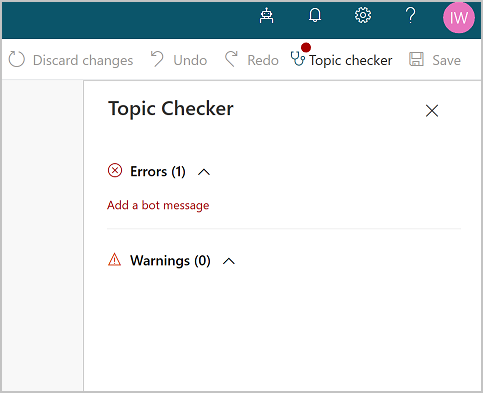 IW
Discard changes Undo Redo Topic checker Save
Topic Checker
Errors (1)
Add a bot message
Warnings (0)